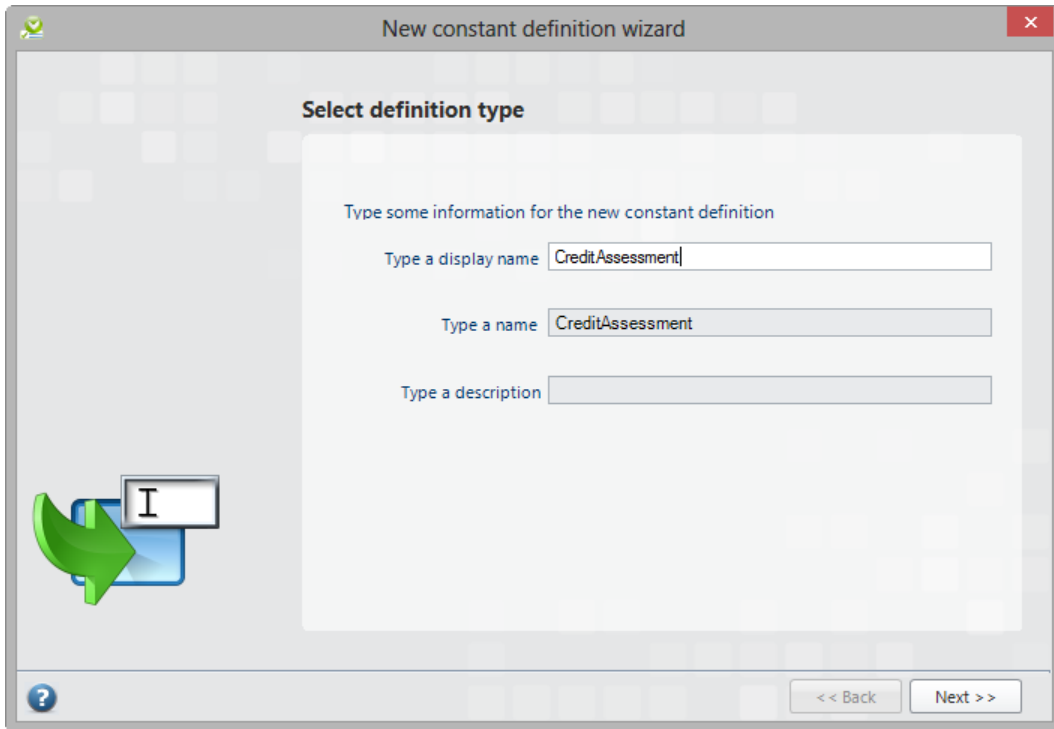 New constant definition wizard
Select definition type
Type some information for the new constant definition
Type a display name CreditAssessment
Type a name CreditAssessment
Type a description
?
<< Back Next >>